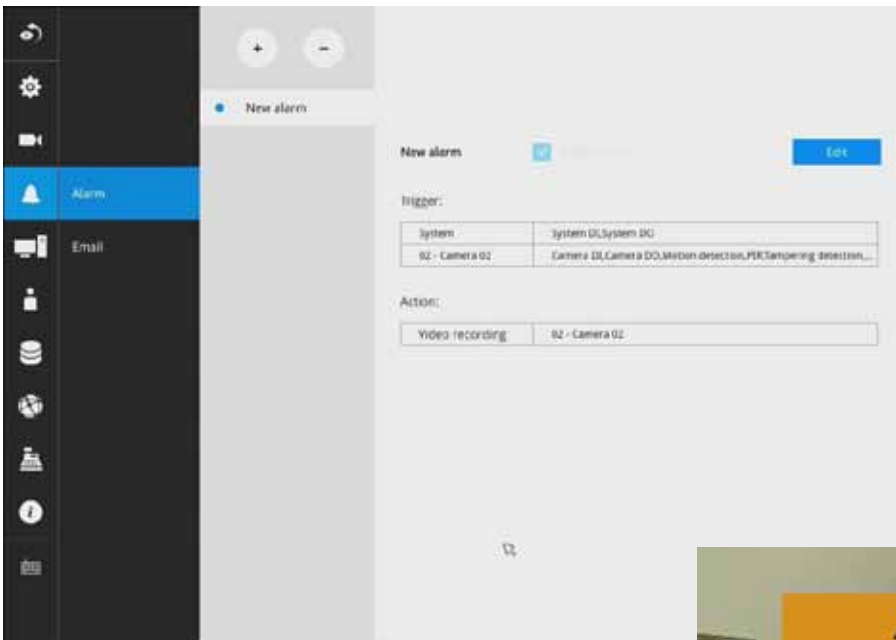 + −
New alarm
New alarm
Edit
Alarm
Trigger:
System System DI,System DO
Email
02 - Camera 02 Camera DI,Camera DO,Motion detection,PIR,Tampering detection,...
Action:
Video recording 02 - Camera 02